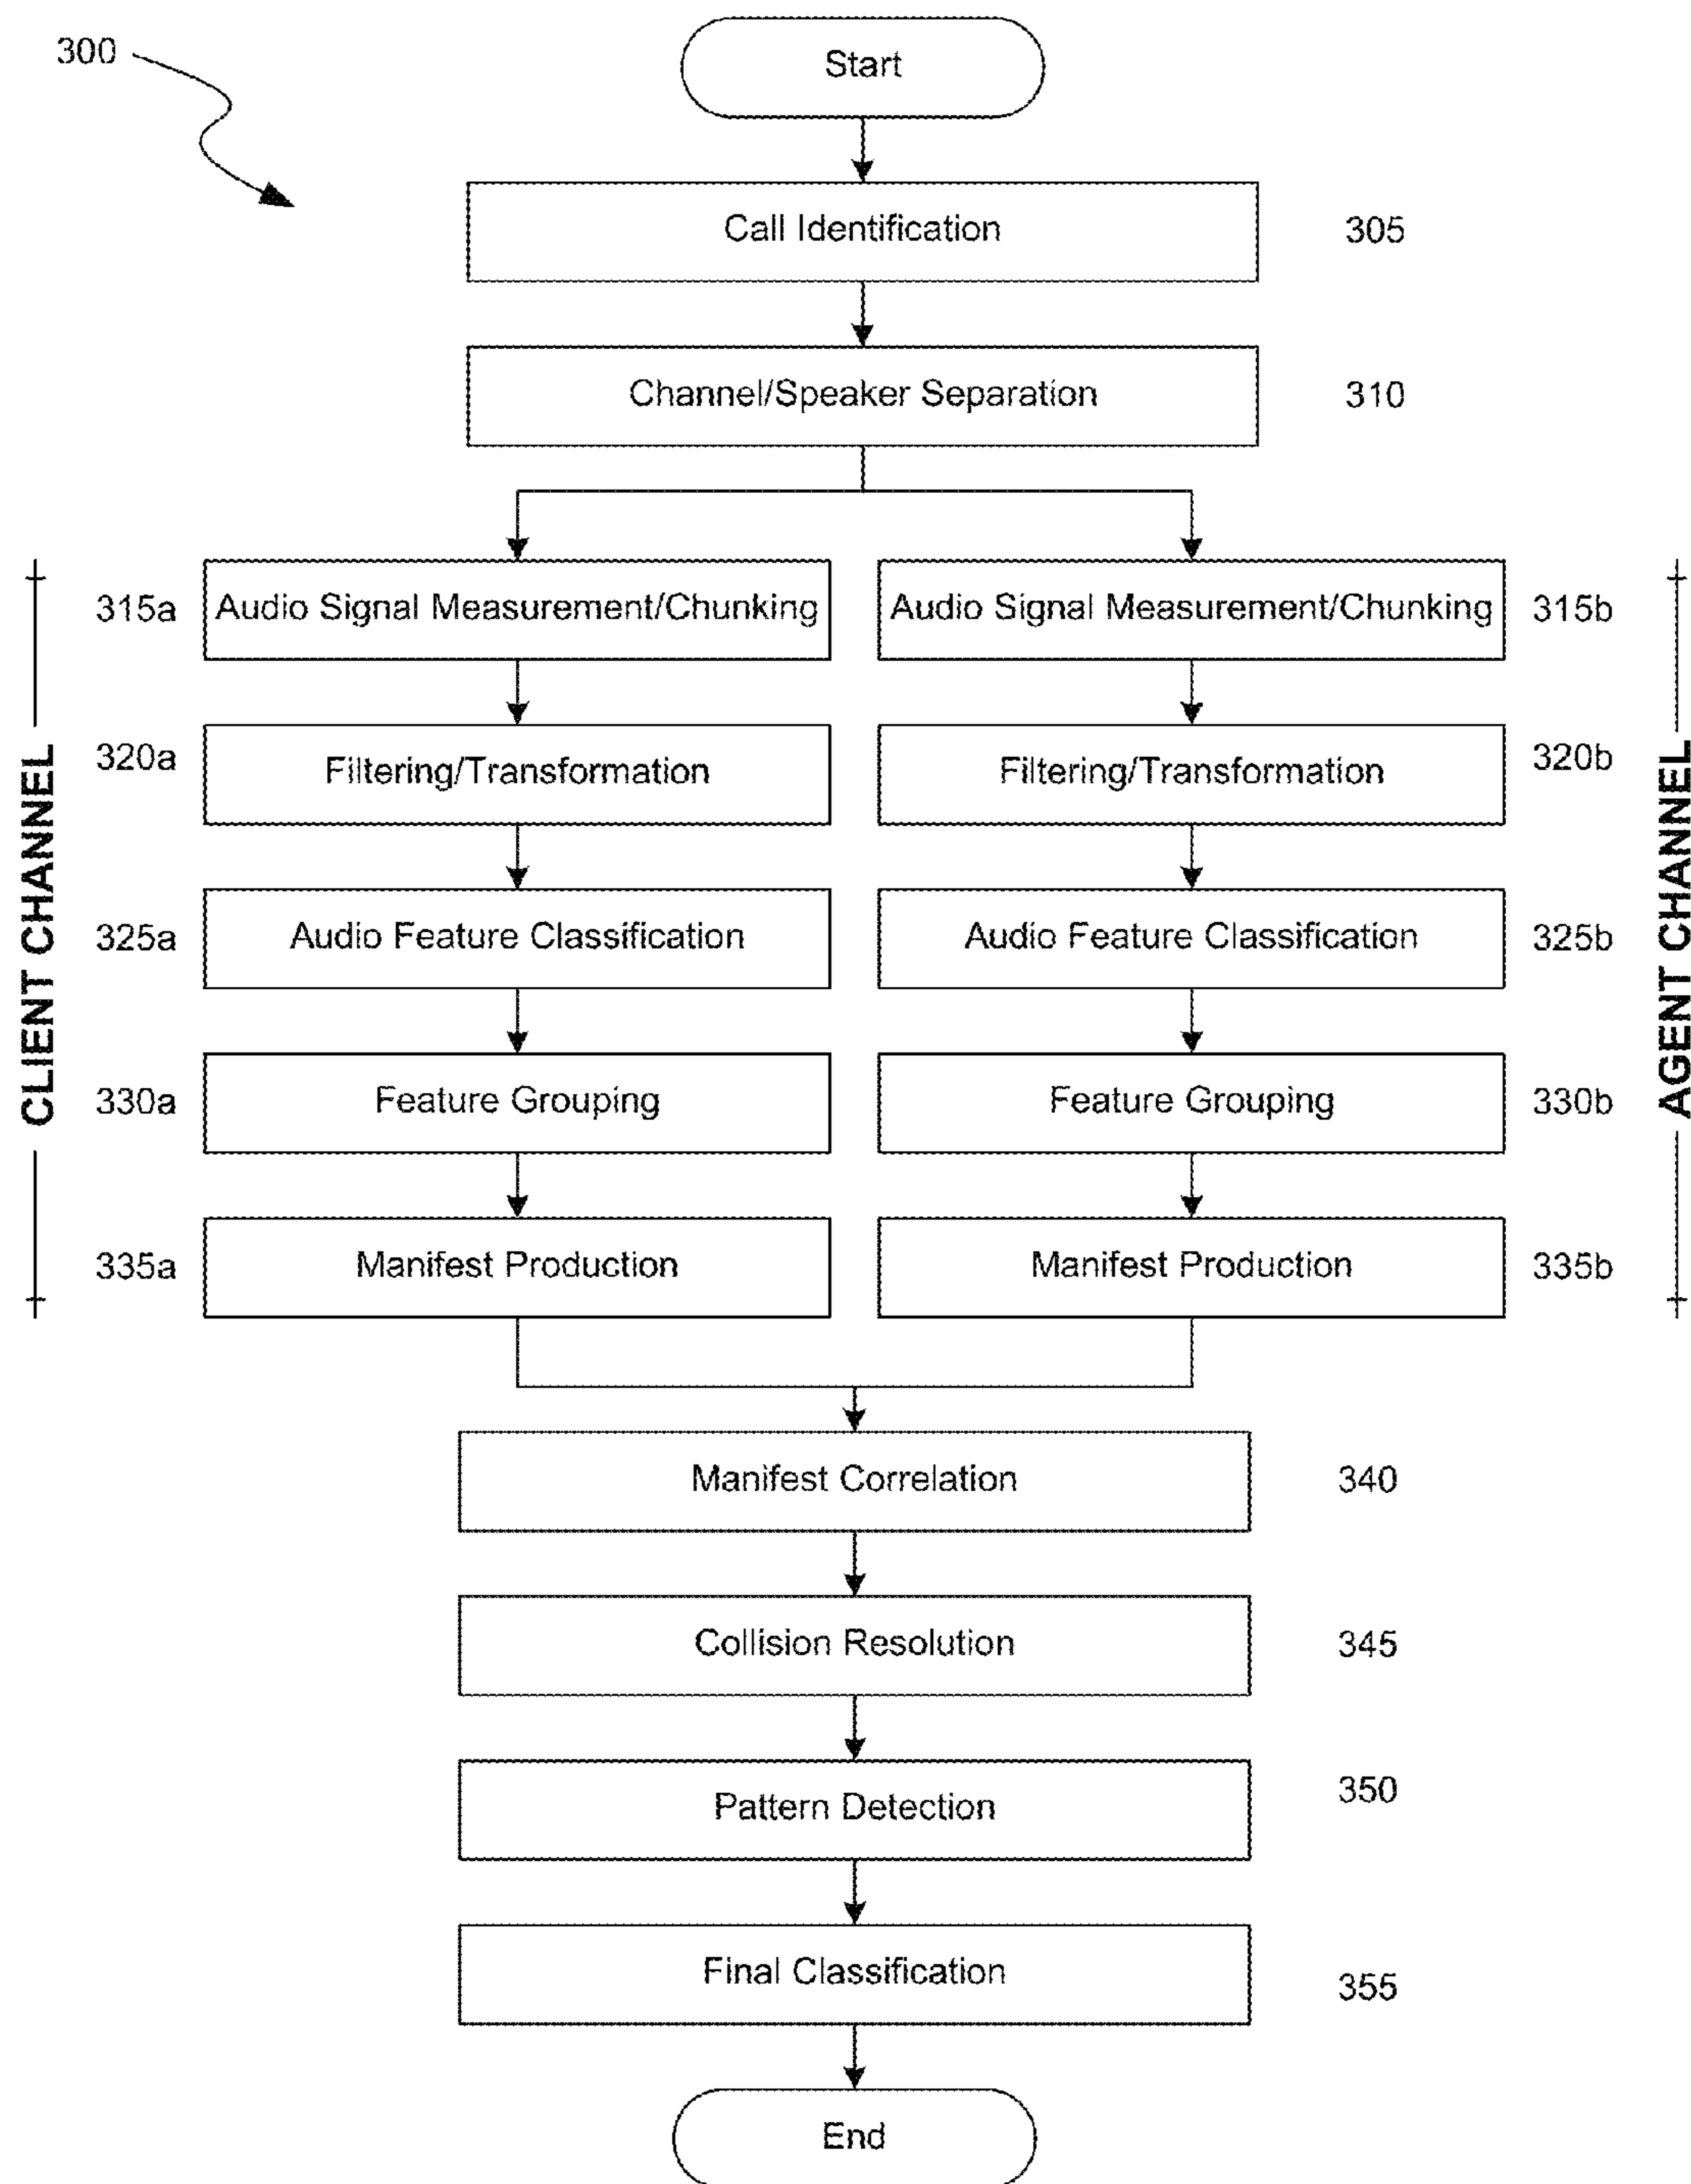 300
Start
Call Identification
305
Channel/Speaker Separation
310
CLIENT CHANNEL
AGENT CHANNEL
315a
Audio Signal Measurement/Chunking
Audio Signal Measurement/Chunking
315b
320a
Filtering/Transformation
Filtering/Transformation
320b
325a
Audio Feature Classification
Audio Feature Classification
325b
330a
Feature Grouping
Feature Grouping
330b
335a
Manifest Production
Manifest Production
335b
Manifest Correlation
340
Collision Resolution
345
Pattern Detection
350
Final Classification
355
End